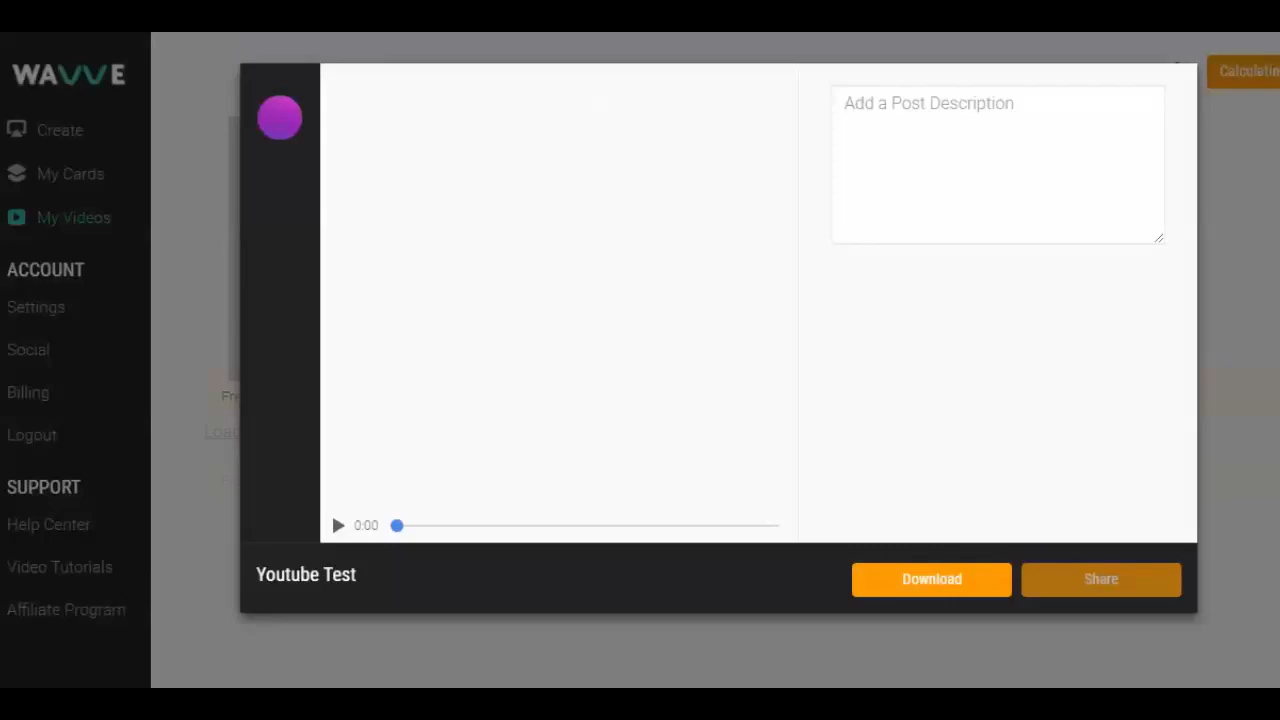 WAVVE
Create
My Cards
My Videos
ACCOUNT
Settings
Social
Billing
Logout
SUPPORT
Help Center
Video Tutorials
Affiliate Program
Add a Post Description
0:00
Youtube Test
Download
Share